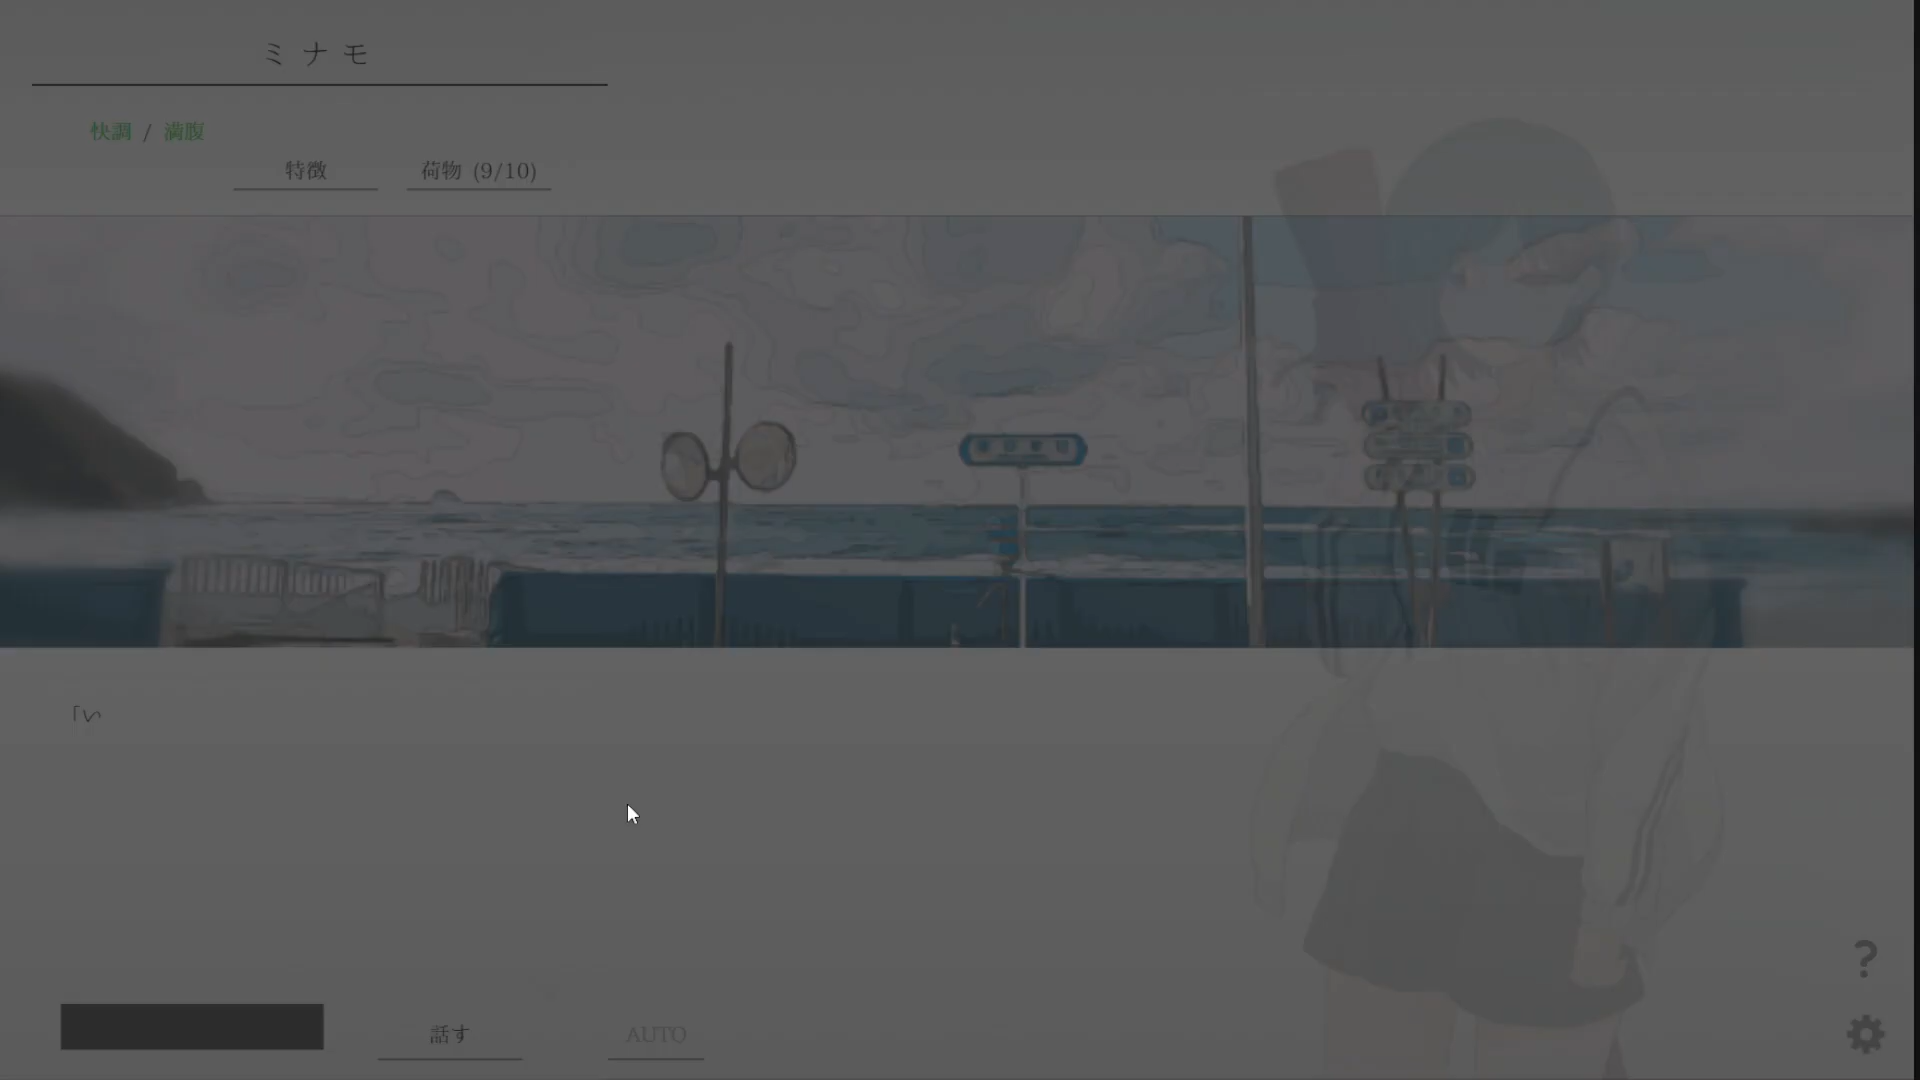 ミナモ
快調 / 満腹
特徴
荷物 (9/10)
「い
話す
AUTO
?